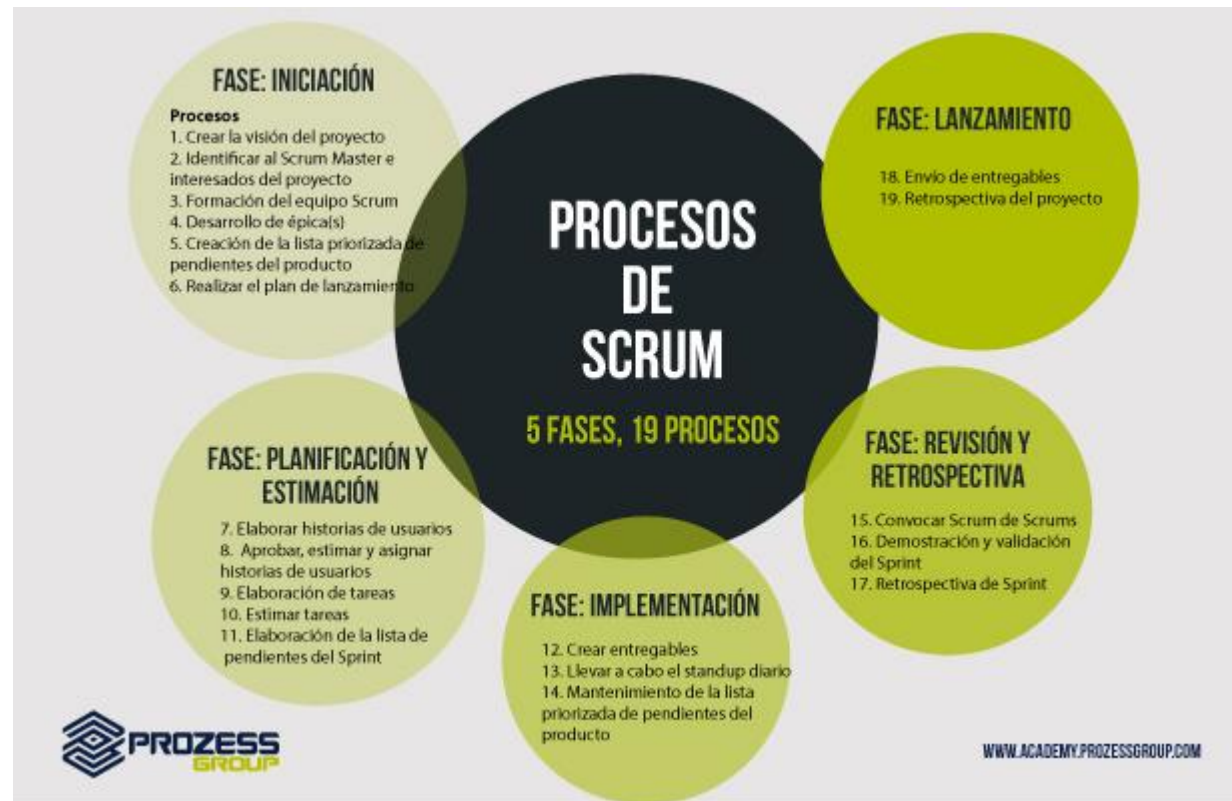 FASE: INICIACIÓN
Procesos
1. Crear la visión del proyecto
2. Identificar al Scrum Master e
interesados del proyecto
3. Formación del equipo Scrum
4. Desarrollo de épica(s)
5. Creación de la lista priorizada de
pendientes del producto
6. Realizar el plan de lanzamiento
PROCESOS
DE
SCRUM
5 FASES, 19 PROCESOS
FASE: LANZAMIENTO
18. Envío de entregables
19. Retrospectiva del proyecto
FASE: PLANIFICACIÓN Y
ESTIMACIÓN
7. Elaborar historias de usuarios
8. Aprobar, estimar y asignar
historias de usuarios
9. Elaboración de tareas
10. Estimar tareas
11. Elaboración de la lista de
pendientes del Sprint
FASE: IMPLEMENTACIÓN
12. Crear entregables
13. Llevar a cabo el standup diario
14. Mantenimiento de la lista
priorizada de pendientes del
producto
FASE: REVISIÓN Y
RETROSPECTIVA
15. Convocar Scrum de Scrums
16. Demostración y validación
del Sprint
17. Retrospectiva de Sprint
PROZESS
GROUP
WWW.ACADEMY.PROZESSGROUP.COM